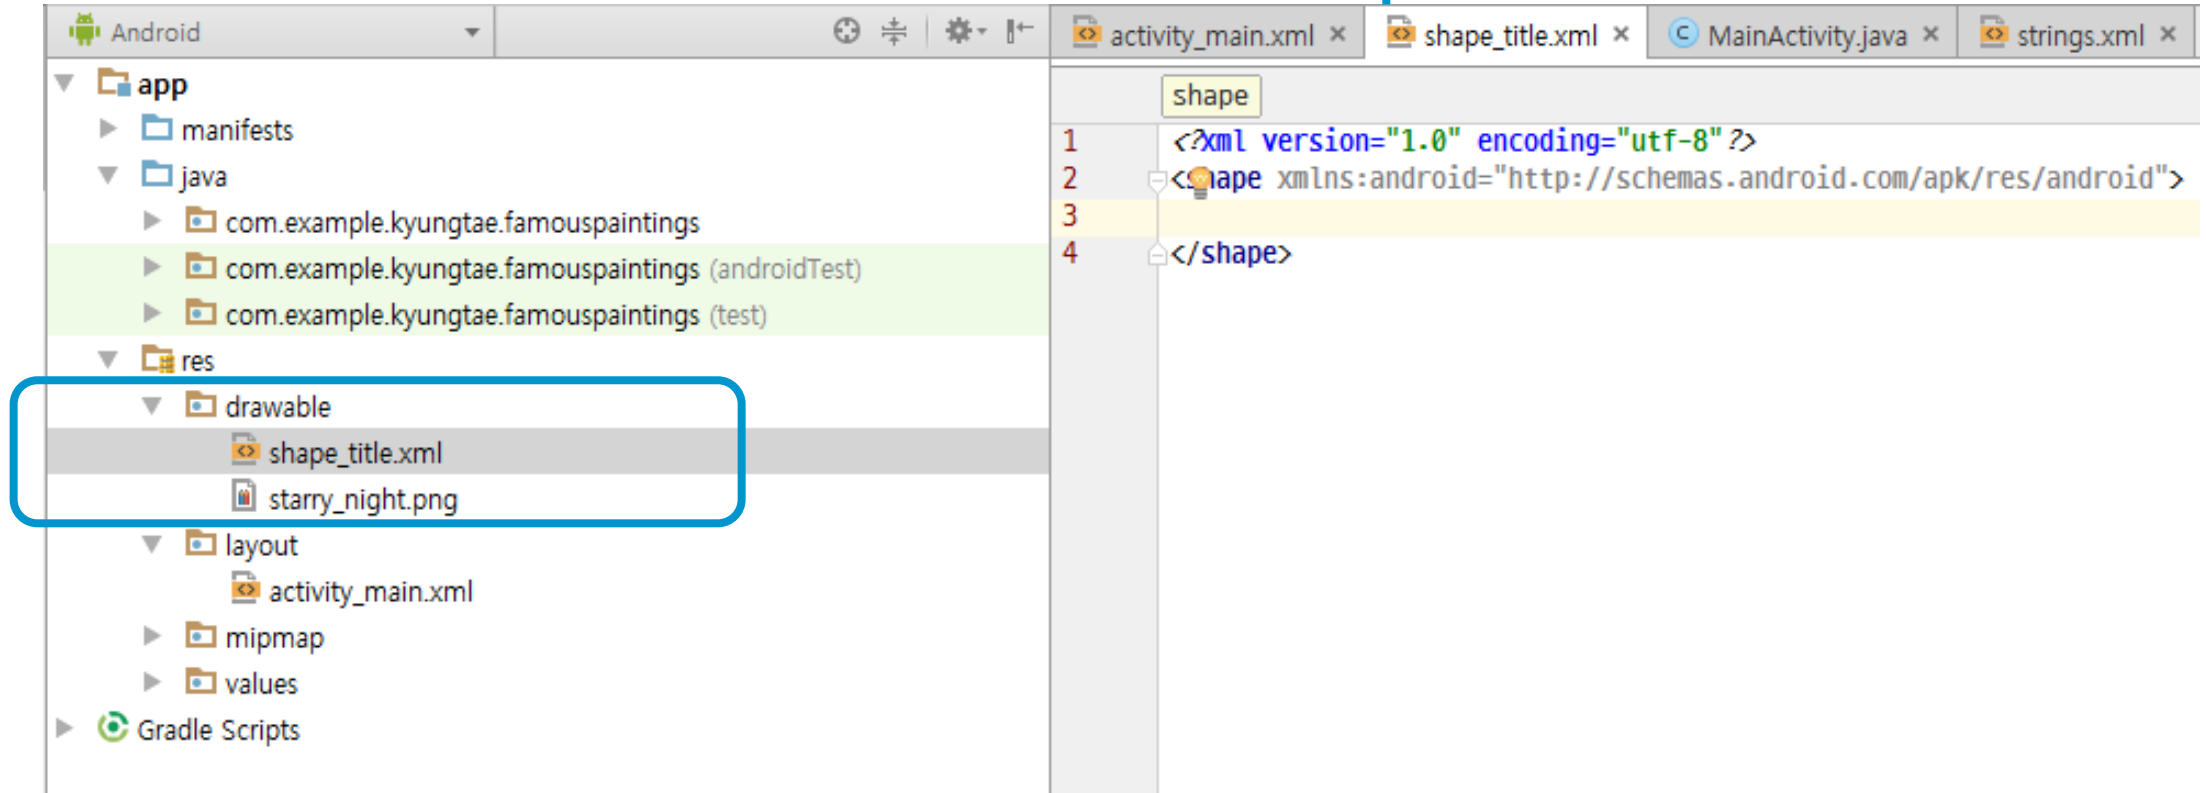 Android
app
manifests
java
com.example.kyungtae.famouspaintings
com.example.kyungtae.famouspaintings (androidTest)
com.example.kyungtae.famouspaintings (test)
res
drawable
shape_title.xml
starry_night.png
layout
activity_main.xml
mipmap
values
Gradle Scripts
activity_main.xml × shape_title.xml × MainActivity.java × strings.xml ×
shape
1 <?xml version="1.0" encoding="utf-8"?>
2 <shape xmlns:android="http://schemas.android.com/apk/res/android">
3
4 </shape>